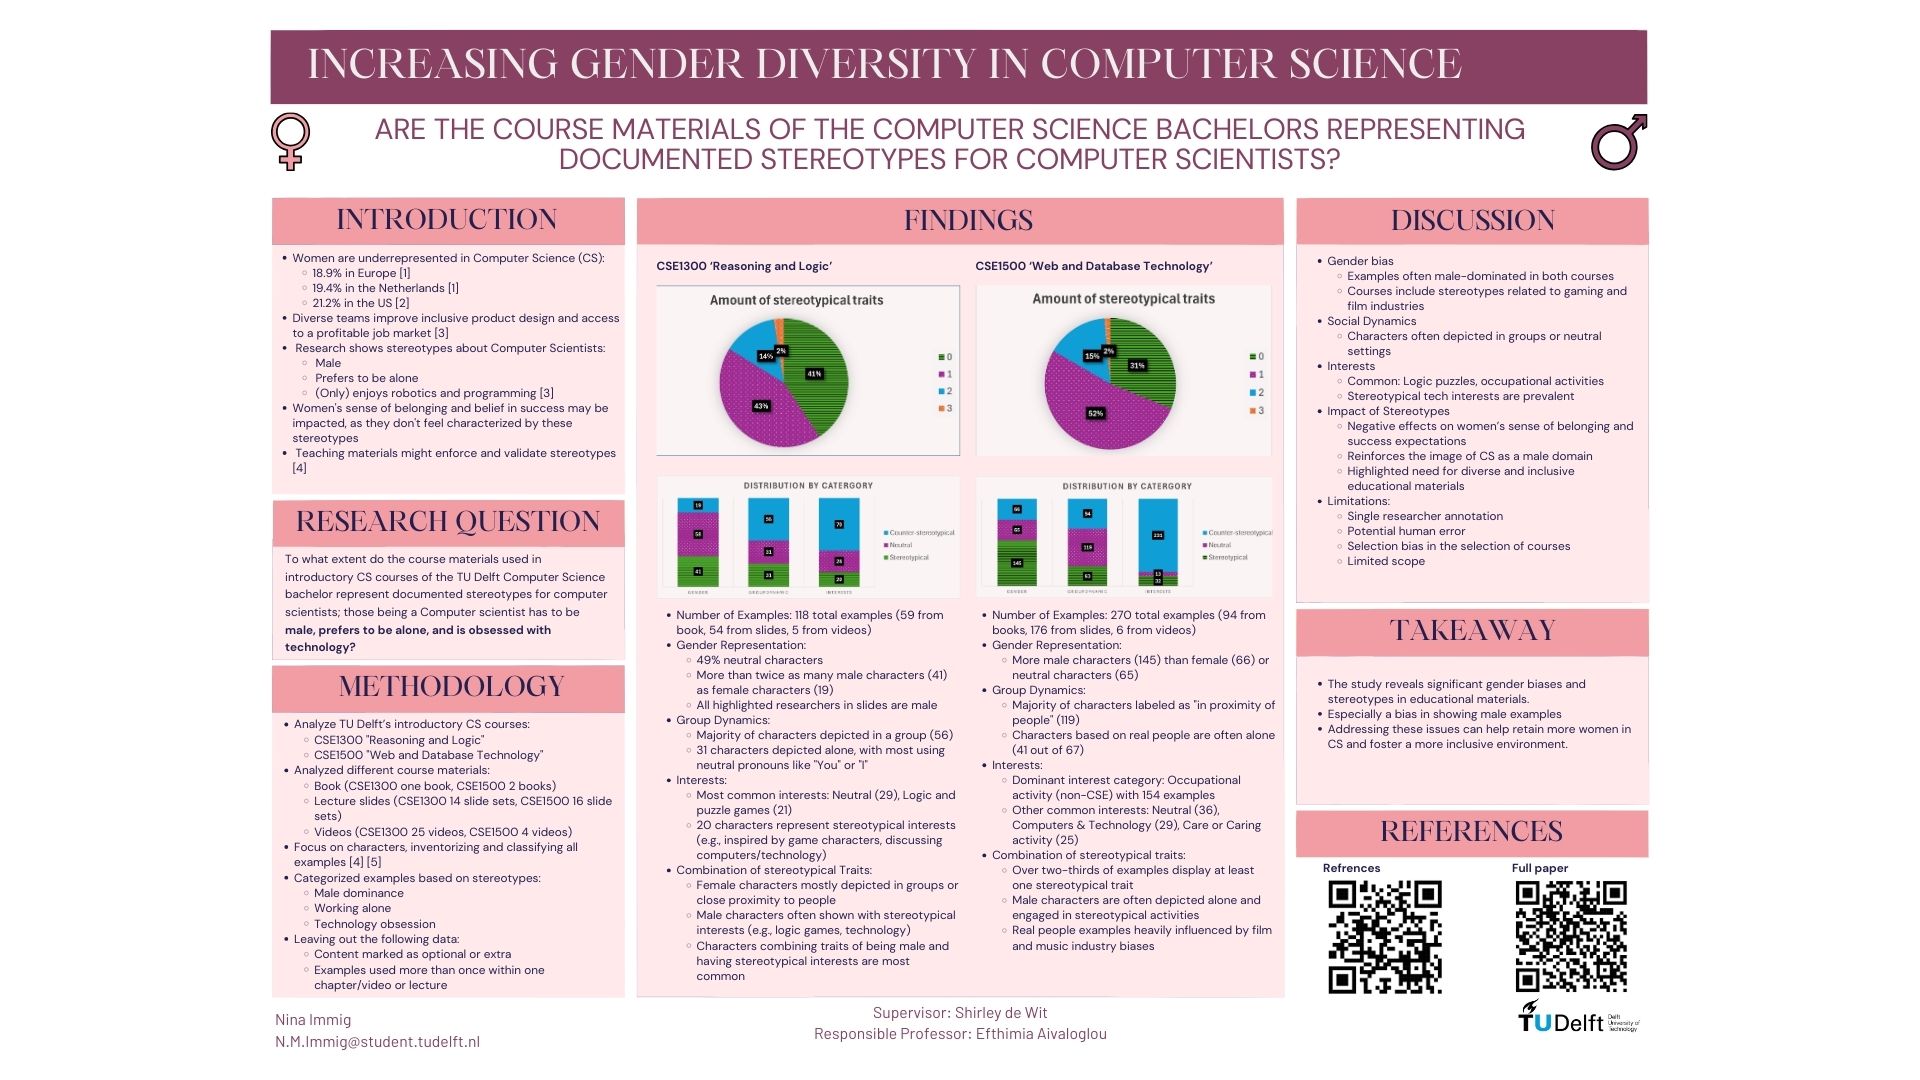 INCREASING GENDER DIVERSITY IN COMPUTER SCIENCE
ARE THE COURSE MATERIALS OF THE COMPUTER SCIENCE BACHELORS REPRESENTING
DOCUMENTED STEREOTYPES FOR COMPUTER SCIENTISTS?
INTRODUCTION
• Women are underrepresented in Computer Science (CS):
◦ 18.9% in Europe [1]
◦ 19.4% in the Netherlands [1]
◦ 21.2% in the US [2]
• Diverse teams improve inclusive product design and access
to a profitable job market [3]
• Research shows stereotypes about Computer Scientists:
◦ Male
◦ Prefers to be alone
◦ (Only) enjoys robotics and programming [3]
• Women's sense of belonging and belief in success may be
impacted, as they don't feel characterized by these
stereotypes
• Teaching materials might enforce and validate stereotypes
[4]
RESEARCH QUESTION
To what extent do the course materials used in
introductory CS courses of the TU Delft Computer Science
bachelor represent documented stereotypes for computer
scientists; those being a Computer scientist has to be
male, prefers to be alone, and is obsessed with
technology?
METHODOLOGY
• Analyze TU Delft's introductory CS courses:
◦ CSE1300 "Reasoning and Logic"
◦ CSE1500 "Web and Database Technology"
• Analyzed different course materials:
◦ Book (CSE1300 one book, CSE1500 2 books)
◦ Lecture slides (CSE1300 14 slide sets, CSE1500 16 slide
sets)
◦ Videos (CSE1300 25 videos, CSE1500 4 videos)
• Focus on characters, inventorizing and classifying all
examples [4] [5]
• Categorized examples based on stereotypes:
◦ Male dominance
◦ Working alone
◦ Technology obsession
• Leaving out the following data:
◦ Content marked as optional or extra
◦ Examples used more than once within one
chapter/video or lecture
FINDINGS
CSE1300 ‘Reasoning and Logic’
Amount of stereotypical traits
2%
14%
41%
43%
0
1
2
3
DISTRIBUTION BY CATERGORY
19
58
41
56
31
31
70
28
20
GENDER
GROUP DYNAMIC
INTERESTS
Counter-stereotypical
Neutral
Stereotypical
• Number of Examples: 118 total examples (59 from
book, 54 from slides, 5 from videos)
• Gender Representation:
◦ 49% neutral characters
◦ More than twice as many male characters (41)
as female characters (19)
◦ All highlighted researchers in slides are male
• Group Dynamics:
◦ Majority of characters depicted in a group (56)
◦ 31 characters depicted alone, with most using
neutral pronouns like "You" or "I"
• Interests:
◦ Most common interests: Neutral (29), Logic and
puzzle games (21)
◦ 20 characters represent stereotypical interests
(e.g., inspired by game characters, discussing
computers/technology)
• Combination of stereotypical Traits:
◦ Female characters mostly depicted in groups or
close proximity to people
◦ Male characters often shown with stereotypical
interests (e.g., logic games, technology)
◦ Characters combining traits of being male and
having stereotypical interests are most
common
CSE1500 ‘Web and Database Technology’
Amount of stereotypical traits
2%
15%
31%
52%
0
1
2
3
DISTRIBUTION BY CATERGORY
66
65
145
94
119
63
231
13
32
GENDER
GROUP DYNAMIC
INTERESTS
Counter-stereotypical
Neutral
Stereotypical
• Number of Examples: 270 total examples (94 from
books, 176 from slides, 6 from videos)
• Gender Representation:
◦ More male characters (145) than female (66) or
neutral characters (65)
• Group Dynamics:
◦ Majority of characters labeled as "in proximity of
people" (119)
◦ Characters based on real people are often alone
(41 out of 67)
• Interests:
◦ Dominant interest category: Occupational
activity (non-CSE) with 154 examples
◦ Other common interests: Neutral (36),
Computers & Technology (29), Care or Caring
activity (25)
• Combination of stereotypical traits:
◦ Over two-thirds of examples display at least
one stereotypical trait
◦ Male characters are often depicted alone and
engaged in stereotypical activities
◦ Real people examples heavily influenced by film
and music industry biases
DISCUSSION
• Gender bias
◦ Examples often male-dominated in both courses
◦ Courses include stereotypes related to gaming and
film industries
• Social Dynamics
◦ Characters often depicted in groups or neutral
settings
• Interests
◦ Common: Logic puzzles, occupational activities
◦ Stereotypical tech interests are prevalent
• Impact of Stereotypes
◦ Negative effects on women's sense of belonging and
success expectations
◦ Reinforces the image of CS as a male domain
◦ Highlighted need for diverse and inclusive
educational materials
• Limitations:
◦ Single researcher annotation
◦ Potential human error
◦ Selection bias in the selection of courses
◦ Limited scope
TAKEAWAY
• The study reveals significant gender biases and
stereotypes in educational materials.
• Especially a bias in showing male examples
• Addressing these issues can help retain more women in
CS and foster a more inclusive environment.
REFERENCES
Refrences
Full paper
Nina Immig
N.M.Immig@student.tudelft.nl
Supervisor: Shirley de Wit
Responsible Professor: Efthimia Aivaloglou
TUDelft
Delft
University of
Technology